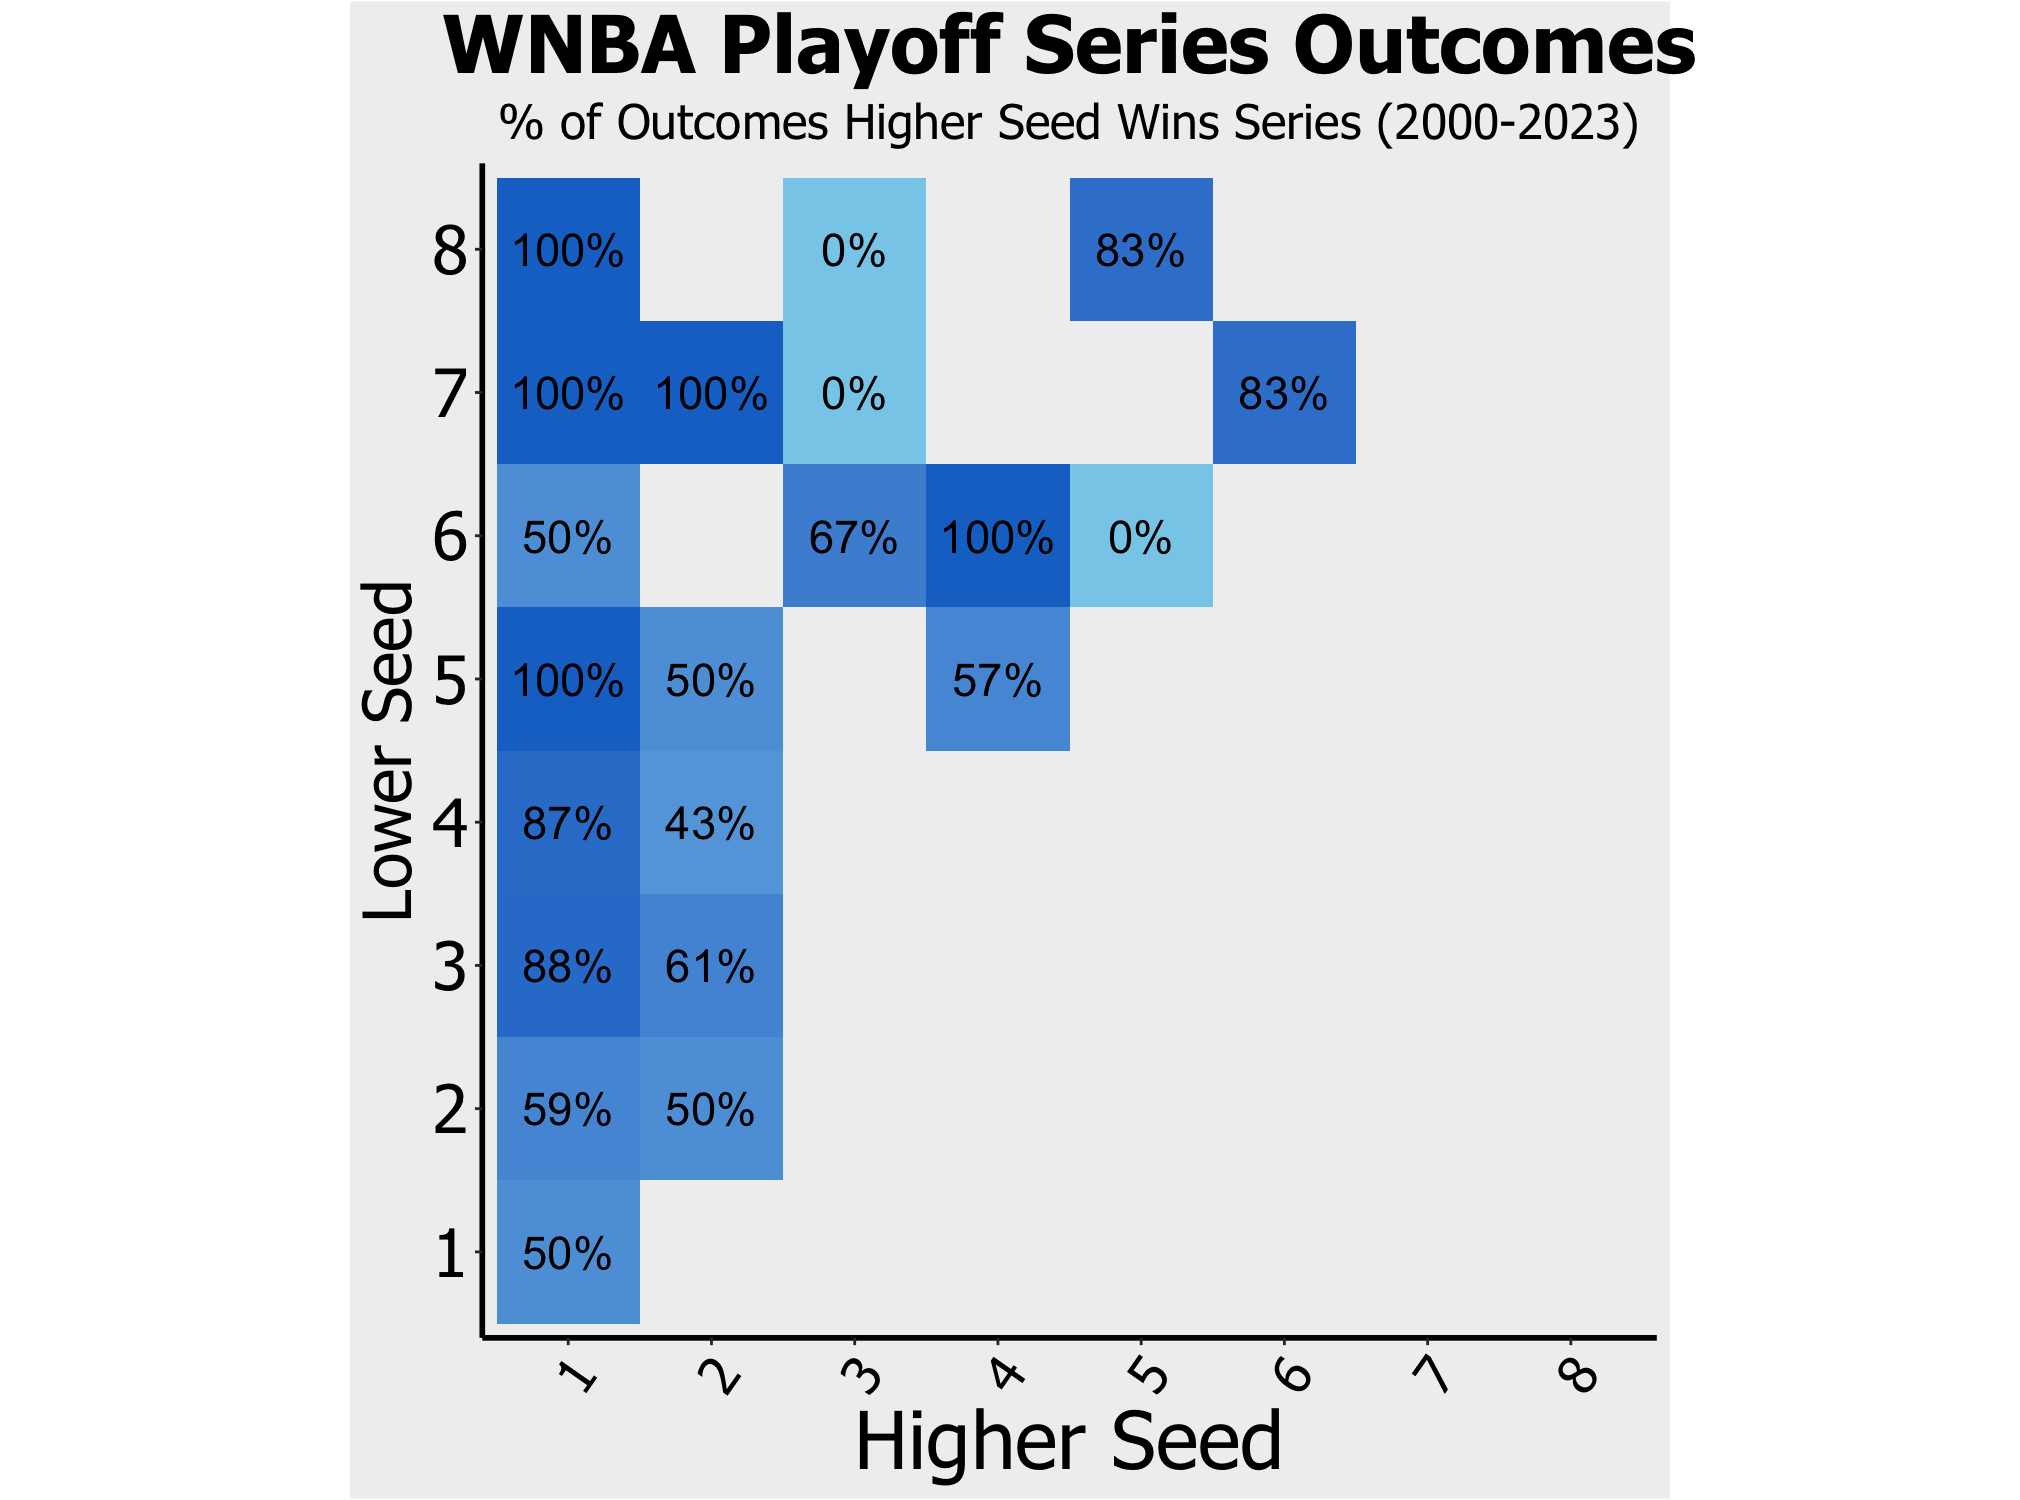 WNBA Playoff Series Outcomes
% of Outcomes Higher Seed Wins Series (2000-2023)
8 100% 0% 83%
7 100% 100% 0% 83%
6 50% 67% 100% 0%
5 100% 50% 57%
4 87% 43%
3 88% 61%
2 59% 50%
1 50%
Lower Seed
1 2 3 4 5 6 7 8
Higher Seed